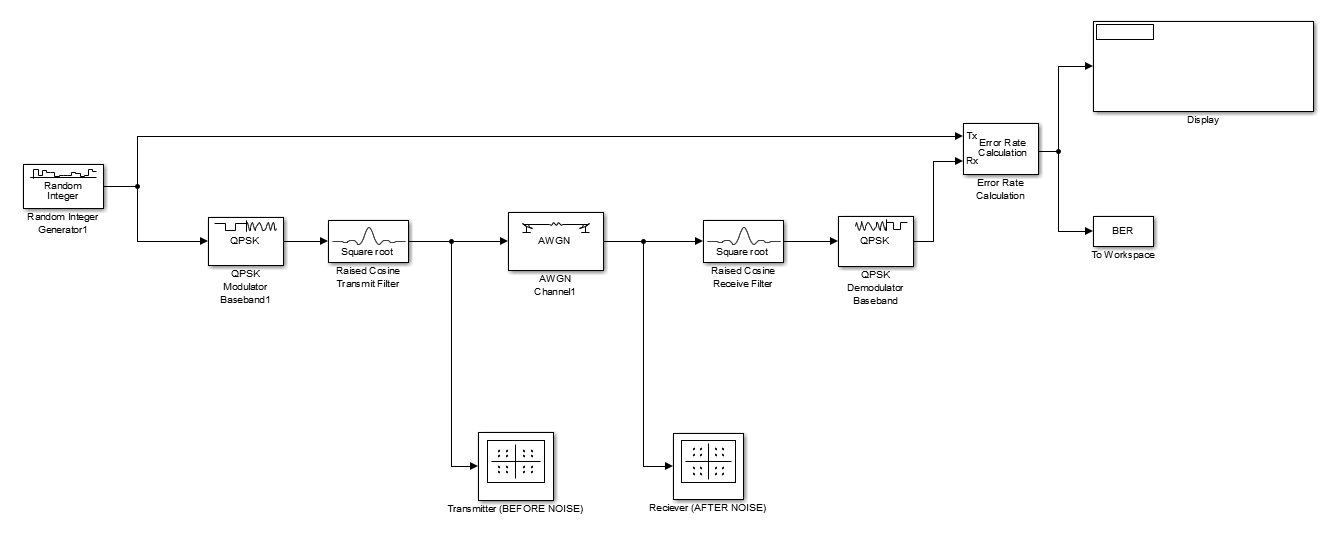 Display
Tx
Error Rate
Calculation
Rx
Error Rate
Calculation
Random
Integer
Random Integer
Generator1
QPSK
QPSK
Modulator
Baseband1
Square root
Raised Cosine
Transmit Filter
AWGN
AWGN
Channel1
Square root
Raised Cosine
Receive Filter
QPSK
QPSK
Demodulator
Baseband
BER
To Workspace
Transmitter (BEFORE NOISE)
Reciever (AFTER NOISE)